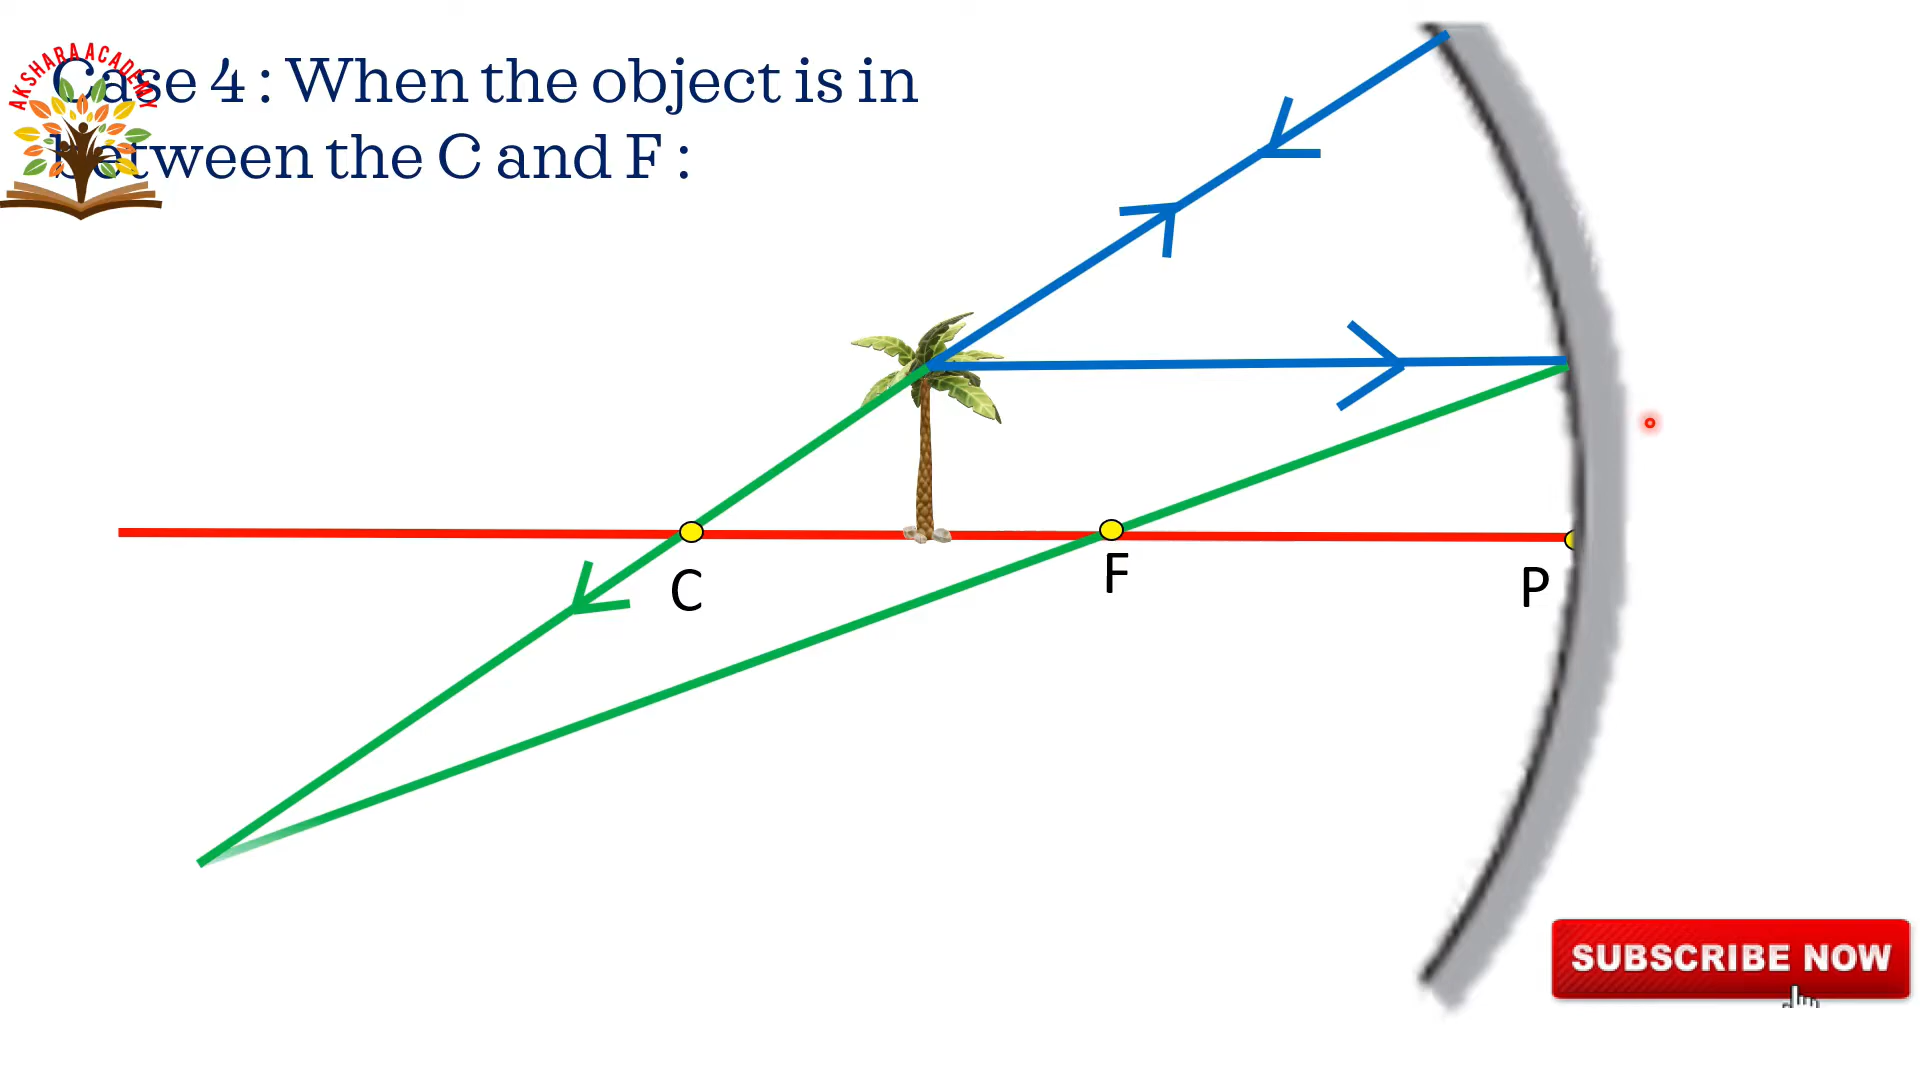 AKSHARA ACADEMY
Case 4 : When the object is in
between the C and F :
C
F
P
SUBSCRIBE NOW